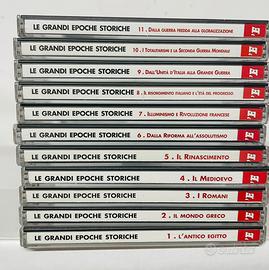 LE GRANDI EPOCHE STORICHE 11. DALLA GUERRA FREDDA ALLA GLOBALIZZAZIONE
LE GRANDI EPOCHE STORICHE 10. I TOTALITARISMI E LA SECONDA GUERRA MONDIALE
LE GRANDI EPOCHE STORICHE 9. DALL'UNITÀ D'ITALIA ALLA GRANDE GUERRA
LE GRANDI EPOCHE STORICHE 8. IL RISORGIMENTO ITALIANO E L'ETÀ DEL PROGRESSO
LE GRANDI EPOCHE STORICHE 7. ILLUMINISMO E RIVOLUZIONE FRANCESE
LE GRANDI EPOCHE STORICHE 6. DALLA RIFORMA ALL'ASSOLUTISMO
LE GRANDI EPOCHE STORICHE 5. IL RINASCIMENTO
LE GRANDI EPOCHE STORICHE 4. IL MEDIOEVO
LE GRANDI EPOCHE STORICHE 3. I ROMANI
LE GRANDI EPOCHE STORICHE 2. IL MONDO GRECO
LE GRANDI EPOCHE STORICHE 1. L'ANTICO EGITTO